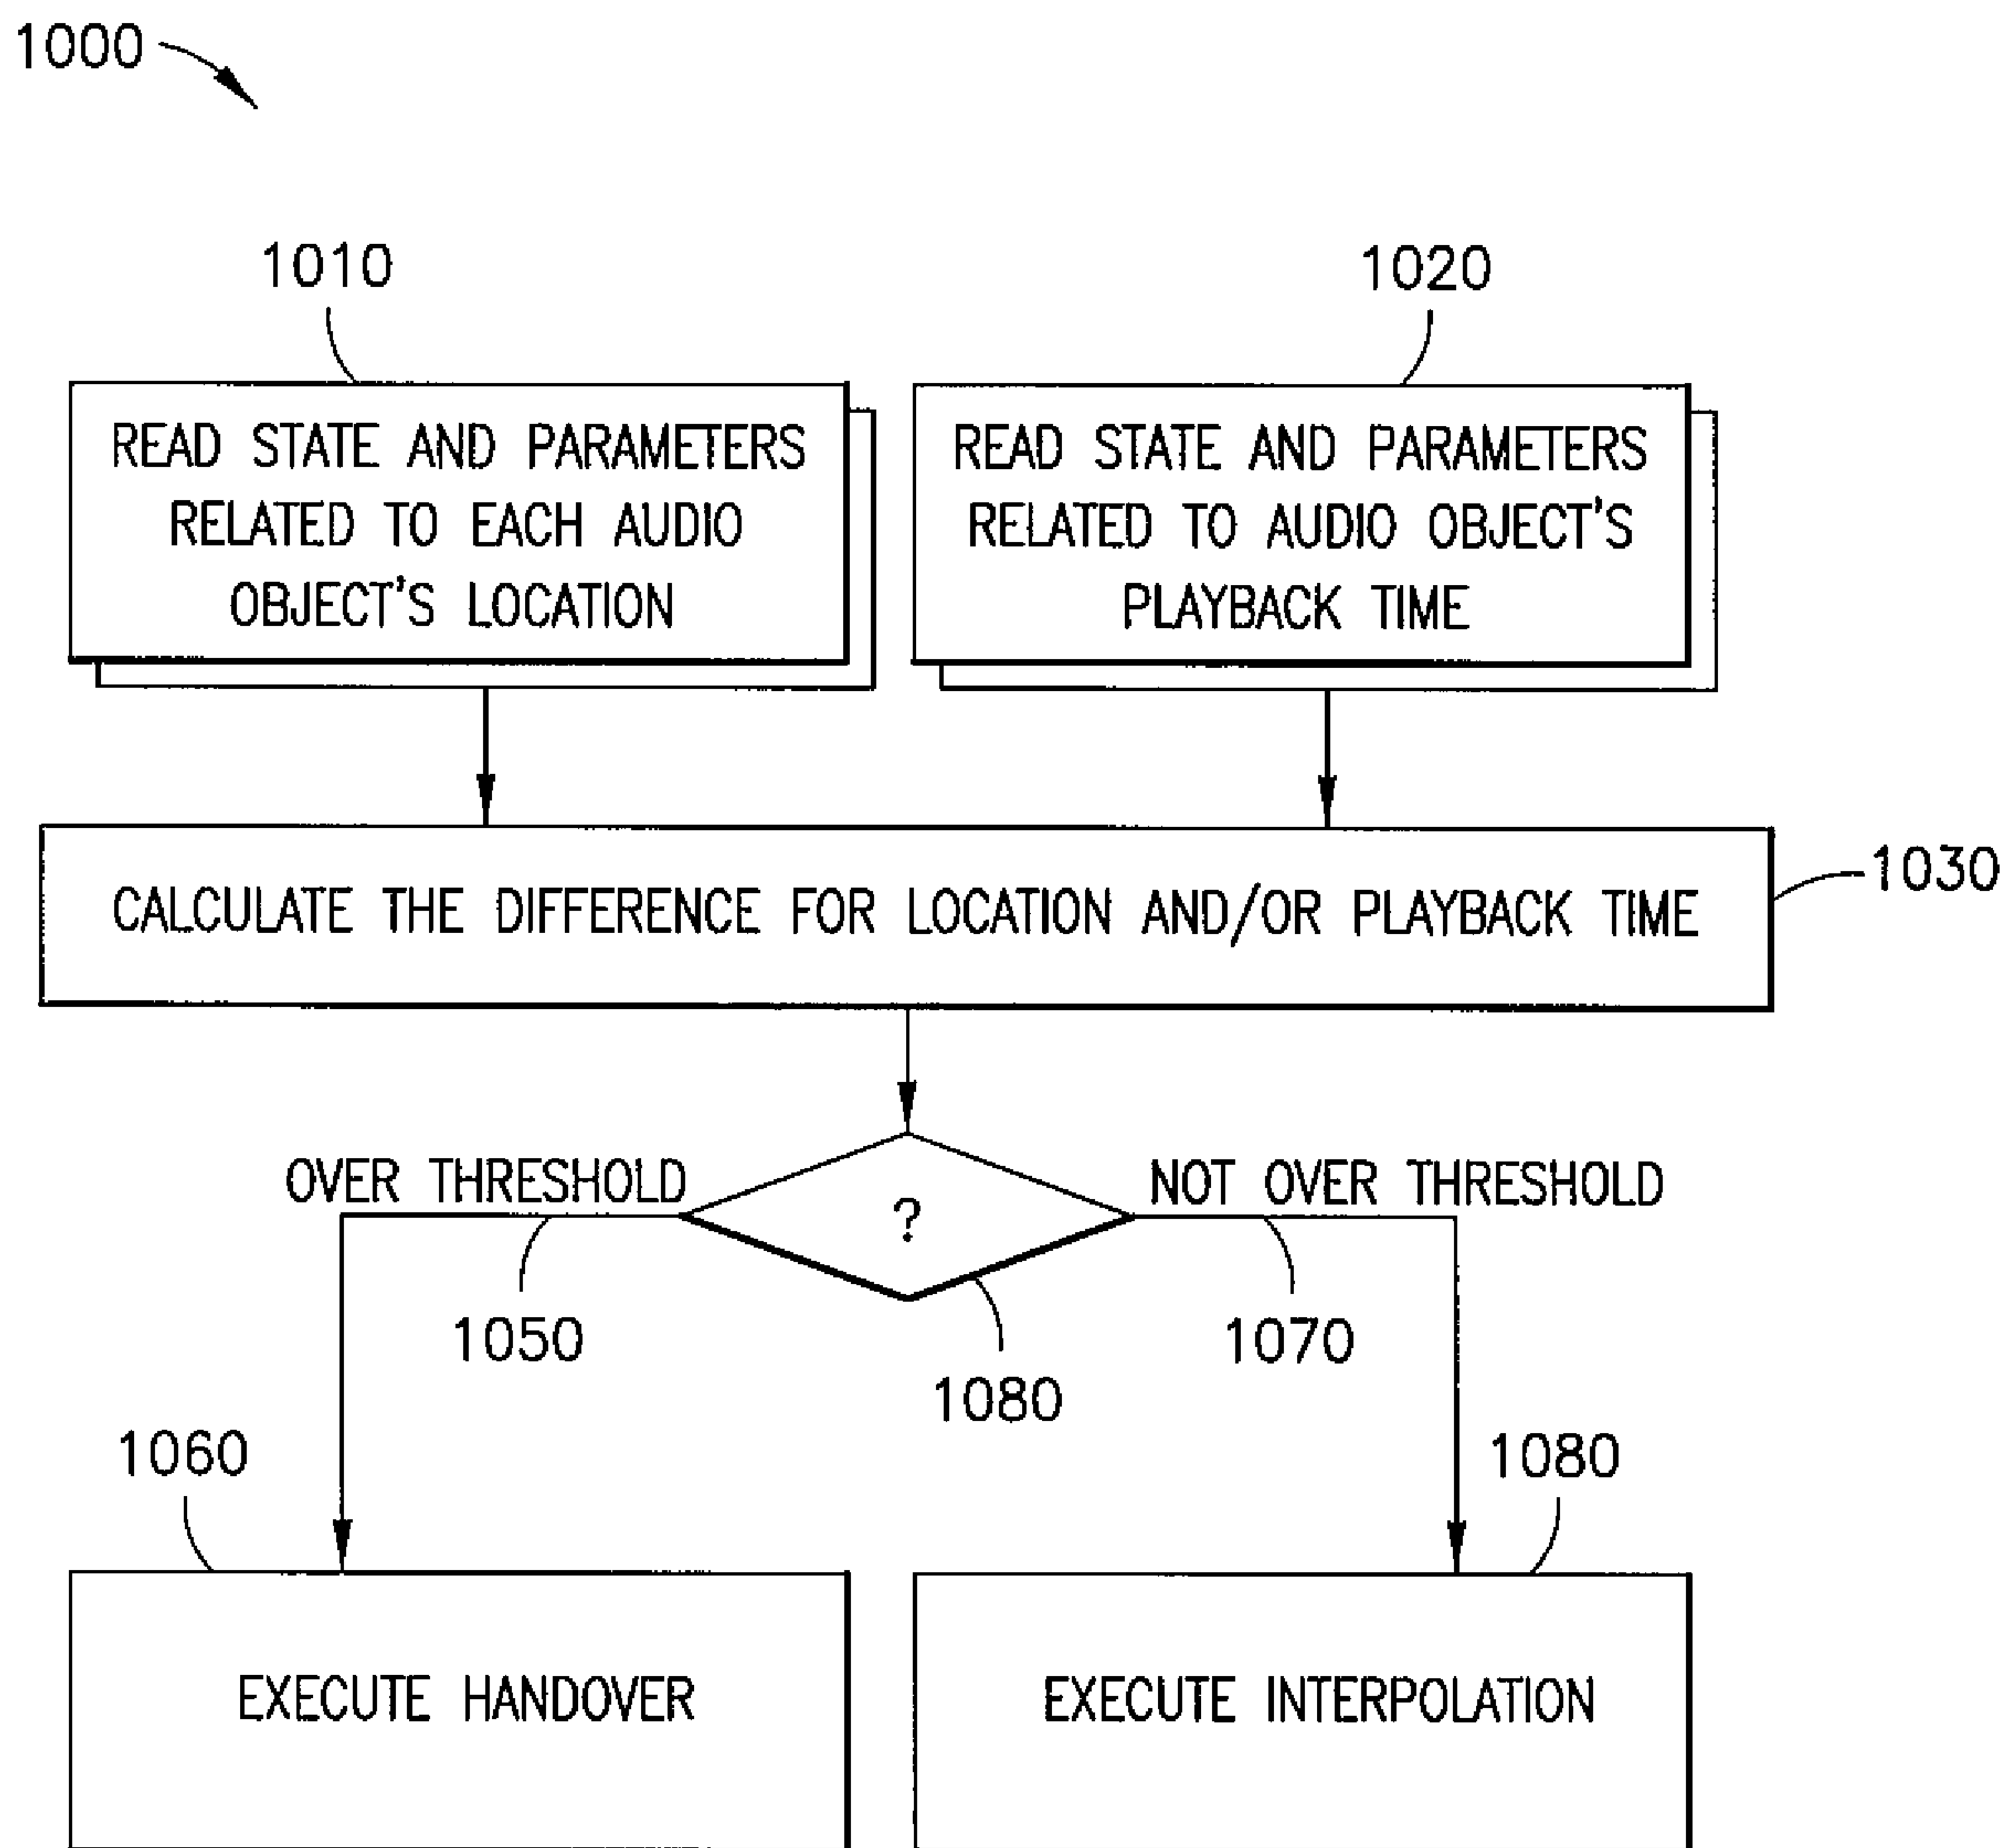 1000
1010
1020
READ STATE AND PARAMETERS
RELATED TO EACH AUDIO
OBJECT'S LOCATION
READ STATE AND PARAMETERS
RELATED TO AUDIO OBJECT'S
PLAYBACK TIME
CALCULATE THE DIFFERENCE FOR LOCATION AND/OR PLAYBACK TIME
1030
OVER THRESHOLD
?
NOT OVER THRESHOLD
1050
1080
1070
1060
1080
EXECUTE HANDOVER
EXECUTE INTERPOLATION